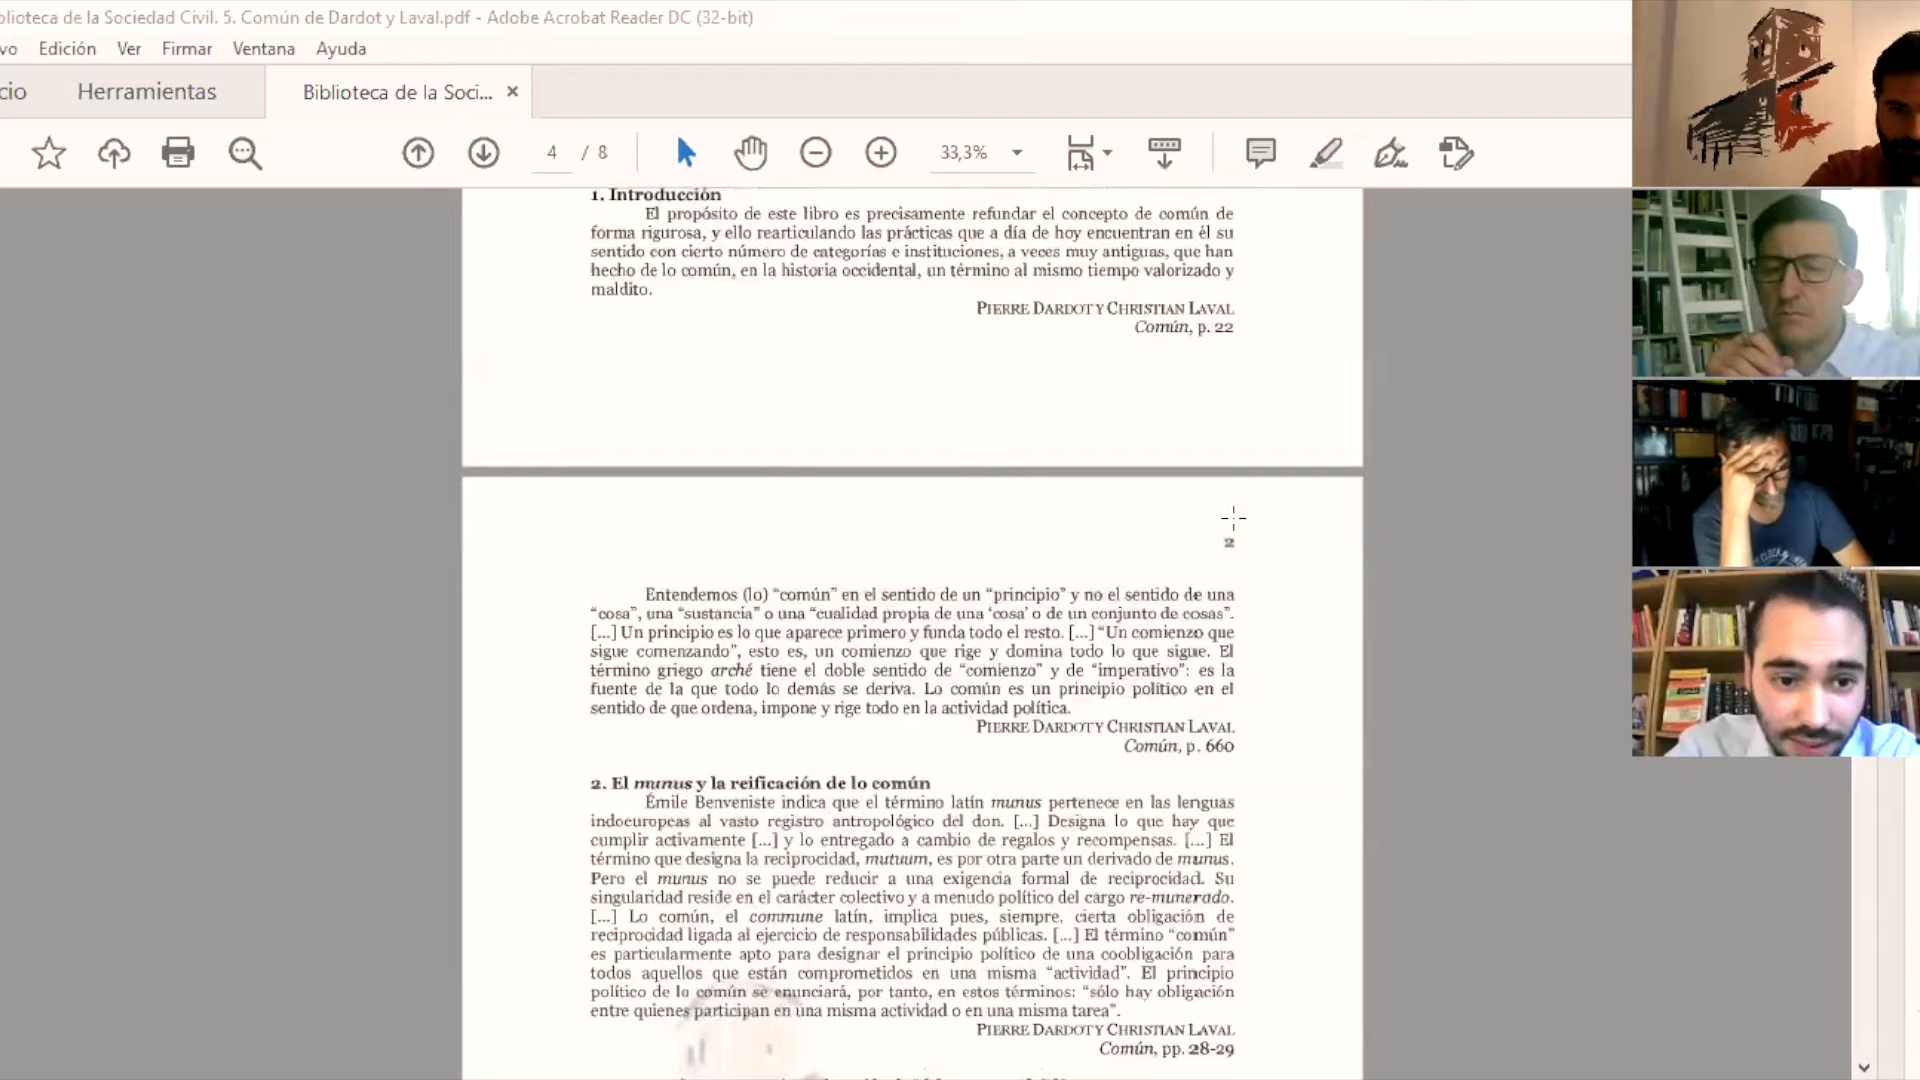 blioteca de la Sociedad Civil. 5. Común de Dardot y Laval.pdf - Adobe Acrobat Reader DC (32-bit)
vo Edición Ver Firmar Ventana Ayuda
cio Herramientas Biblioteca de la Soci... ×
4 / 8 33,3%
1. Introducción
El propósito de este libro es precisamente refundar el concepto de común de
forma rigurosa, y ello rearticulando las prácticas que a día de hoy encuentran en él su
sentido con cierto número de categorías e instituciones, a veces muy antiguas, que han
hecho de lo común, en la historia occidental, un término al mismo tiempo valorizado y
maldito.
PIERRE DARDOT Y CHRISTIAN LAVAL
Común, p. 22
2
Entendemos (lo) “común” en el sentido de un “principio” y no el sentido de una
“cosa”, una “sustancia” o una “cualidad propia de una ‘cosa’ o de un conjunto de cosas”.
[...] Un principio es lo que aparece primero y funda todo el resto. [...] “Un comienzo que
sigue comenzando”, esto es, un comienzo que rige y domina todo lo que sigue. El
término griego arché tiene el doble sentido de “comienzo” y de “imperativo”: es la
fuente de la que todo lo demás se deriva. Lo común es un principio político en el
sentido de que ordena, impone y rige todo en la actividad política.
PIERRE DARDOT Y CHRISTIAN LAVAL
Común, p. 660
2. El munus y la reificación de lo común
Émile Benveniste indica que el término latín munus pertenece en las lenguas
indoeuropeas al vasto registro antropológico del don. [...] Designa lo que hay que
cumplir activamente [...] y lo entregado a cambio de regalos y recompensas. [...] El
término que designa la reciprocidad, mutuum, es por otra parte un derivado de munus.
Pero el munus no se puede reducir a una exigencia formal de reciprocidad. Su
singularidad reside en el carácter colectivo y a menudo político del cargo re-munerado.
[...] Lo común, el commune latín, implica pues, siempre, cierta obligación de
reciprocidad ligada al ejercicio de responsabilidades públicas. [...] El término “común”
es particularmente apto para designar el principio político de una coobligación para
todos aquellos que están comprometidos en una misma “actividad”. El principio
político de lo común se enunciará, por tanto, en estos términos: “sólo hay obligación
entre quienes participan en una misma actividad o en una misma tarea”.
PIERRE DARDOT Y CHRISTIAN LAVAL
Común, pp. 28-29